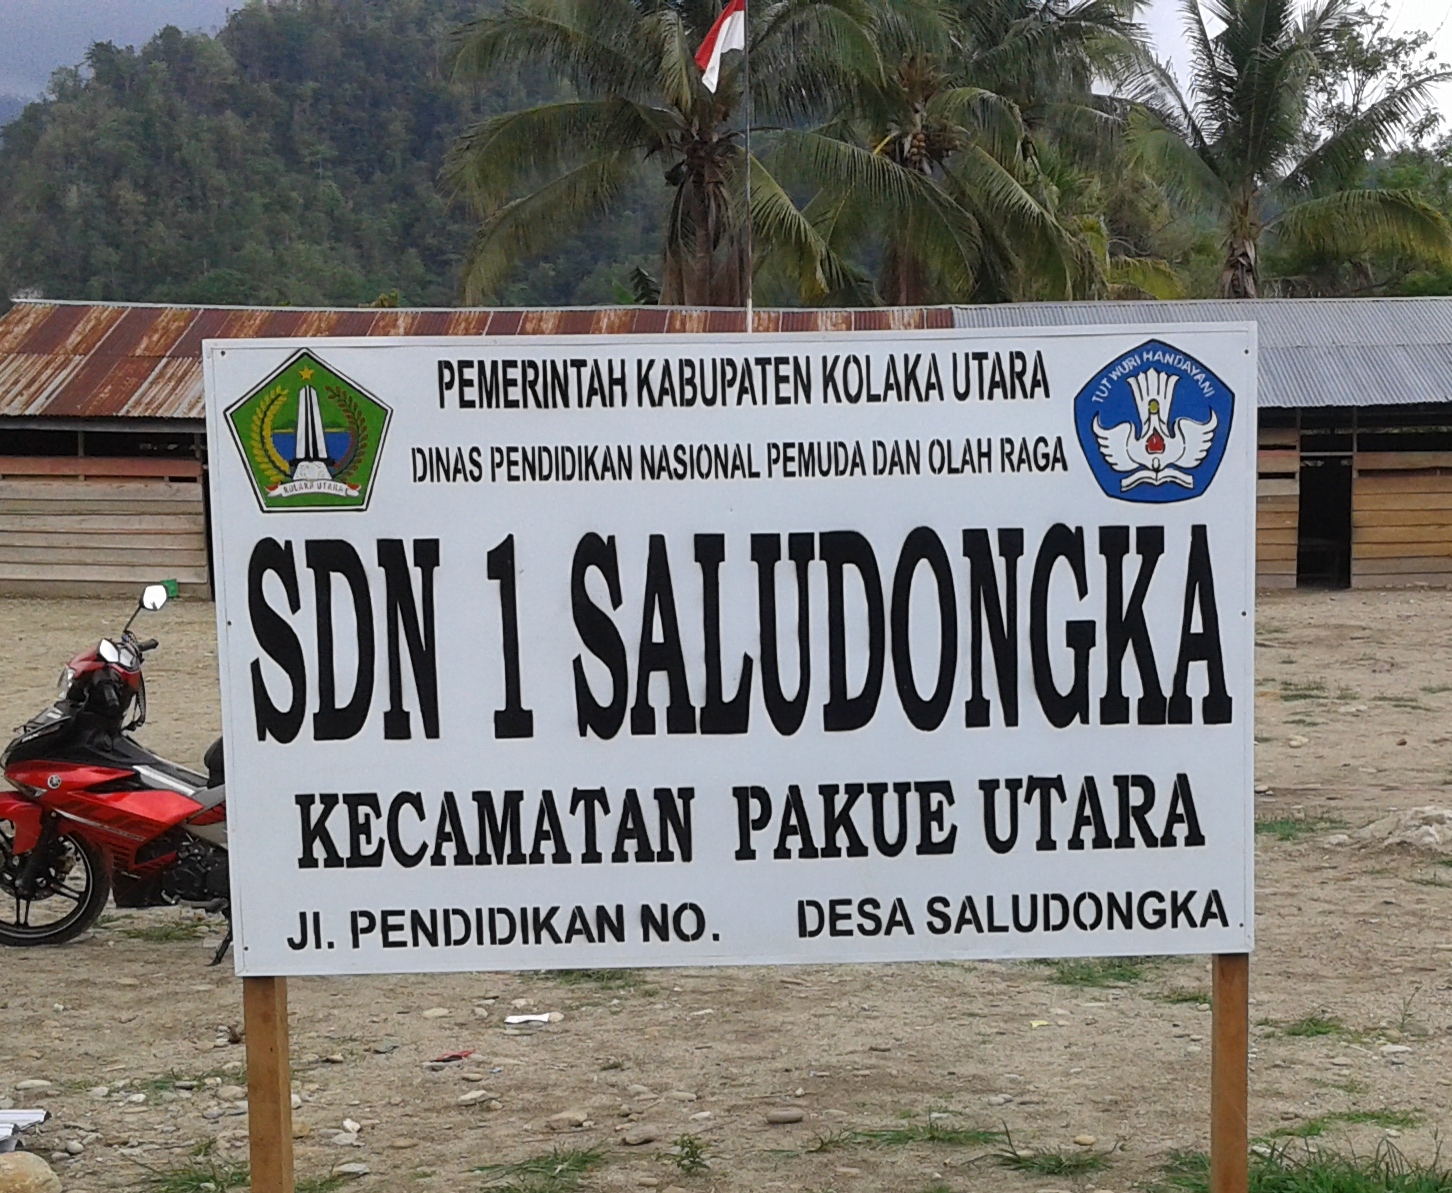 PEMERINTAH KABUPATEN KOLAKA UTARA
DINAS PENDIDIKAN NASIONAL PEMUDA DAN OLAH RAGA
KOLAKA UTARA
TUT WURI HANDAYANI
SDN 1 SALUDONGKA
KECAMATAN PAKUE UTARA
Jl. PENDIDIKAN NO. DESA SALUDONGKA